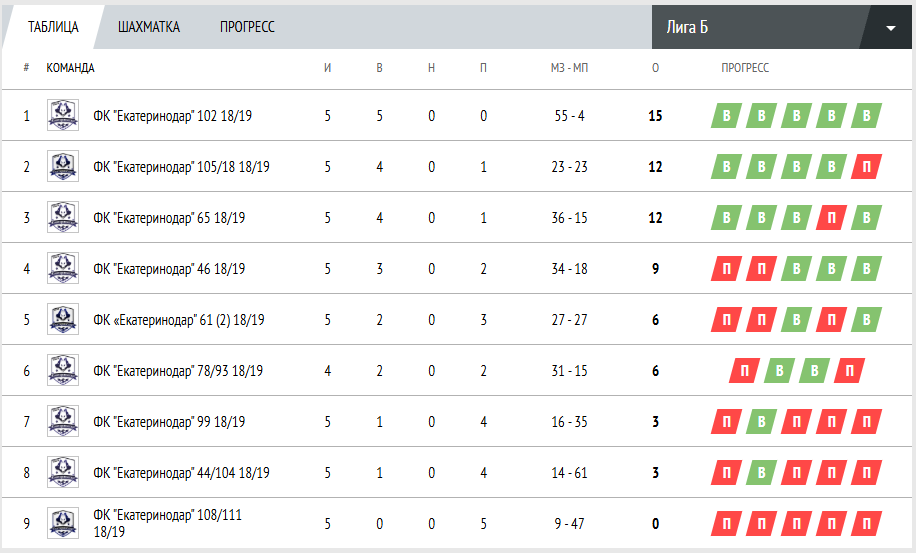 ТАБЛИЦА ШАХМАТКА ПРОГРЕСС Лига Б
# КОМАНДА И В Н П МЗ - МП О ПРОГРЕСС
1 ФК "Екатеринодар" 102 18/19 5 5 0 0 55 - 4 15 В В В В В
2 ФК "Екатеринодар" 105/18 18/19 5 4 0 1 23 - 23 12 В В В В П
3 ФК "Екатеринодар" 65 18/19 5 4 0 1 36 - 15 12 В В В П В
4 ФК "Екатеринодар" 46 18/19 5 3 0 2 34 - 18 9 П П В В В
5 ФК «Екатеринодар" 61 (2) 18/19 5 2 0 3 27 - 27 6 П П В П В
6 ФК "Екатеринодар" 78/93 18/19 4 2 0 2 31 - 15 6 П В В П
7 ФК "Екатеринодар" 99 18/19 5 1 0 4 16 - 35 3 П В П П П
8 ФК "Екатеринодар" 44/104 18/19 5 1 0 4 14 - 61 3 П В П П П
9 ФК "Екатеринодар" 108/111
18/19 5 0 0 5 9 - 47 0 П П П П П